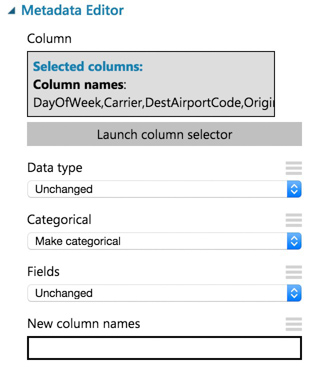 Metadata Editor
Column
Selected columns:
Column names:
DayOfWeek,Carrier,DestAirportCode,Origi
Launch column selector
Data type
Unchanged
Categorical
Make categorical
Fields
Unchanged
New column names